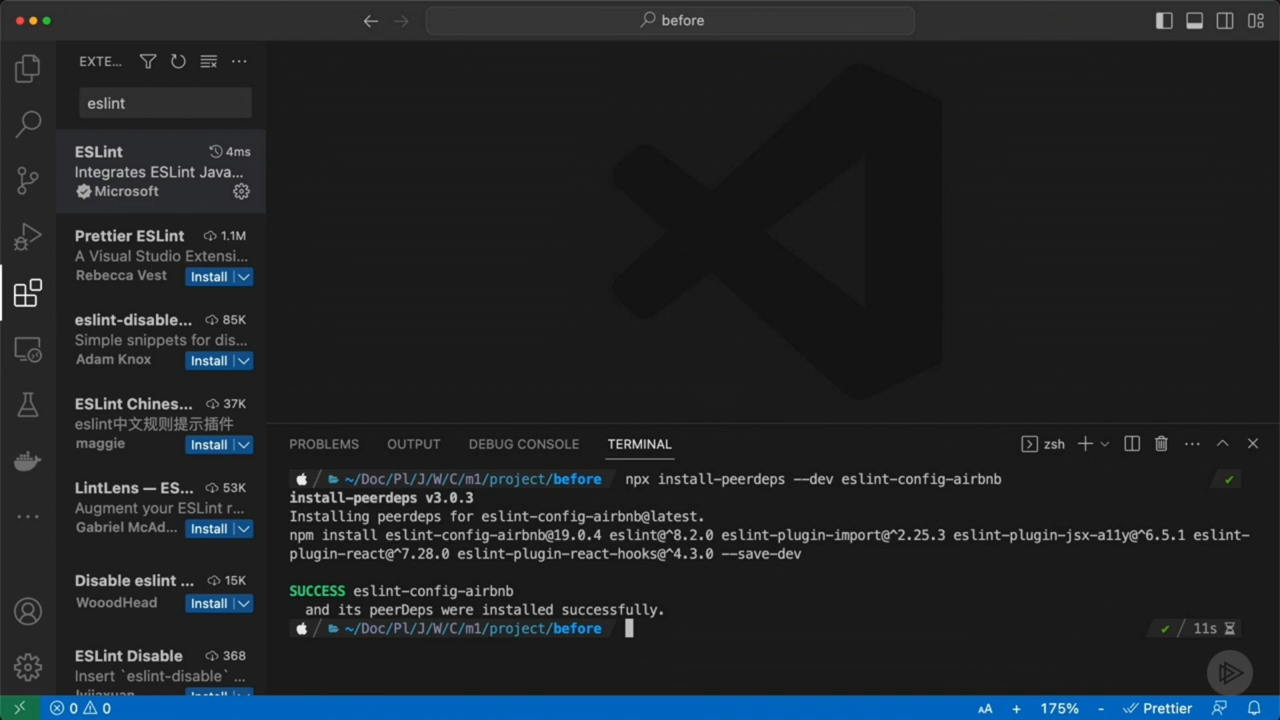 before
EXTE...
eslint
ESLint 4ms
Integrates ESLint Java...
Microsoft
Prettier ESLint 1.1M
A Visual Studio Extensi...
Rebecca Vest Install
eslint-disable... 85K
Simple snippets for dis...
Adam Knox Install
ESLint Chines... 37K
eslint中文规则提示插件
maggie Install
LintLens — ES... 53K
Augment your ESLint r...
Gabriel McAd... Install
Disable eslint ... 15K
WooodHead Install
ESLint Disable 368
Insert `eslint-disable` ...
Install
PROBLEMS OUTPUT DEBUG CONSOLE TERMINAL zsh
~/Doc/Pl/J/W/C/m1/project/before npx install-peerdeps --dev eslint-config-airbnb
install-peerdeps v3.0.3
Installing peerdeps for eslint-config-airbnb@latest.
npm install eslint-config-airbnb@19.0.4 eslint@^8.2.0 eslint-plugin-import@^2.25.3 eslint-plugin-jsx-a11y@^6.5.1 eslint-
plugin-react@^7.28.0 eslint-plugin-react-hooks@^4.3.0 --save-dev
SUCCESS eslint-config-airbnb
and its peerDeps were installed successfully.
~/Doc/Pl/J/W/C/m1/project/before 11s
0 0 AA + 175% - Prettier